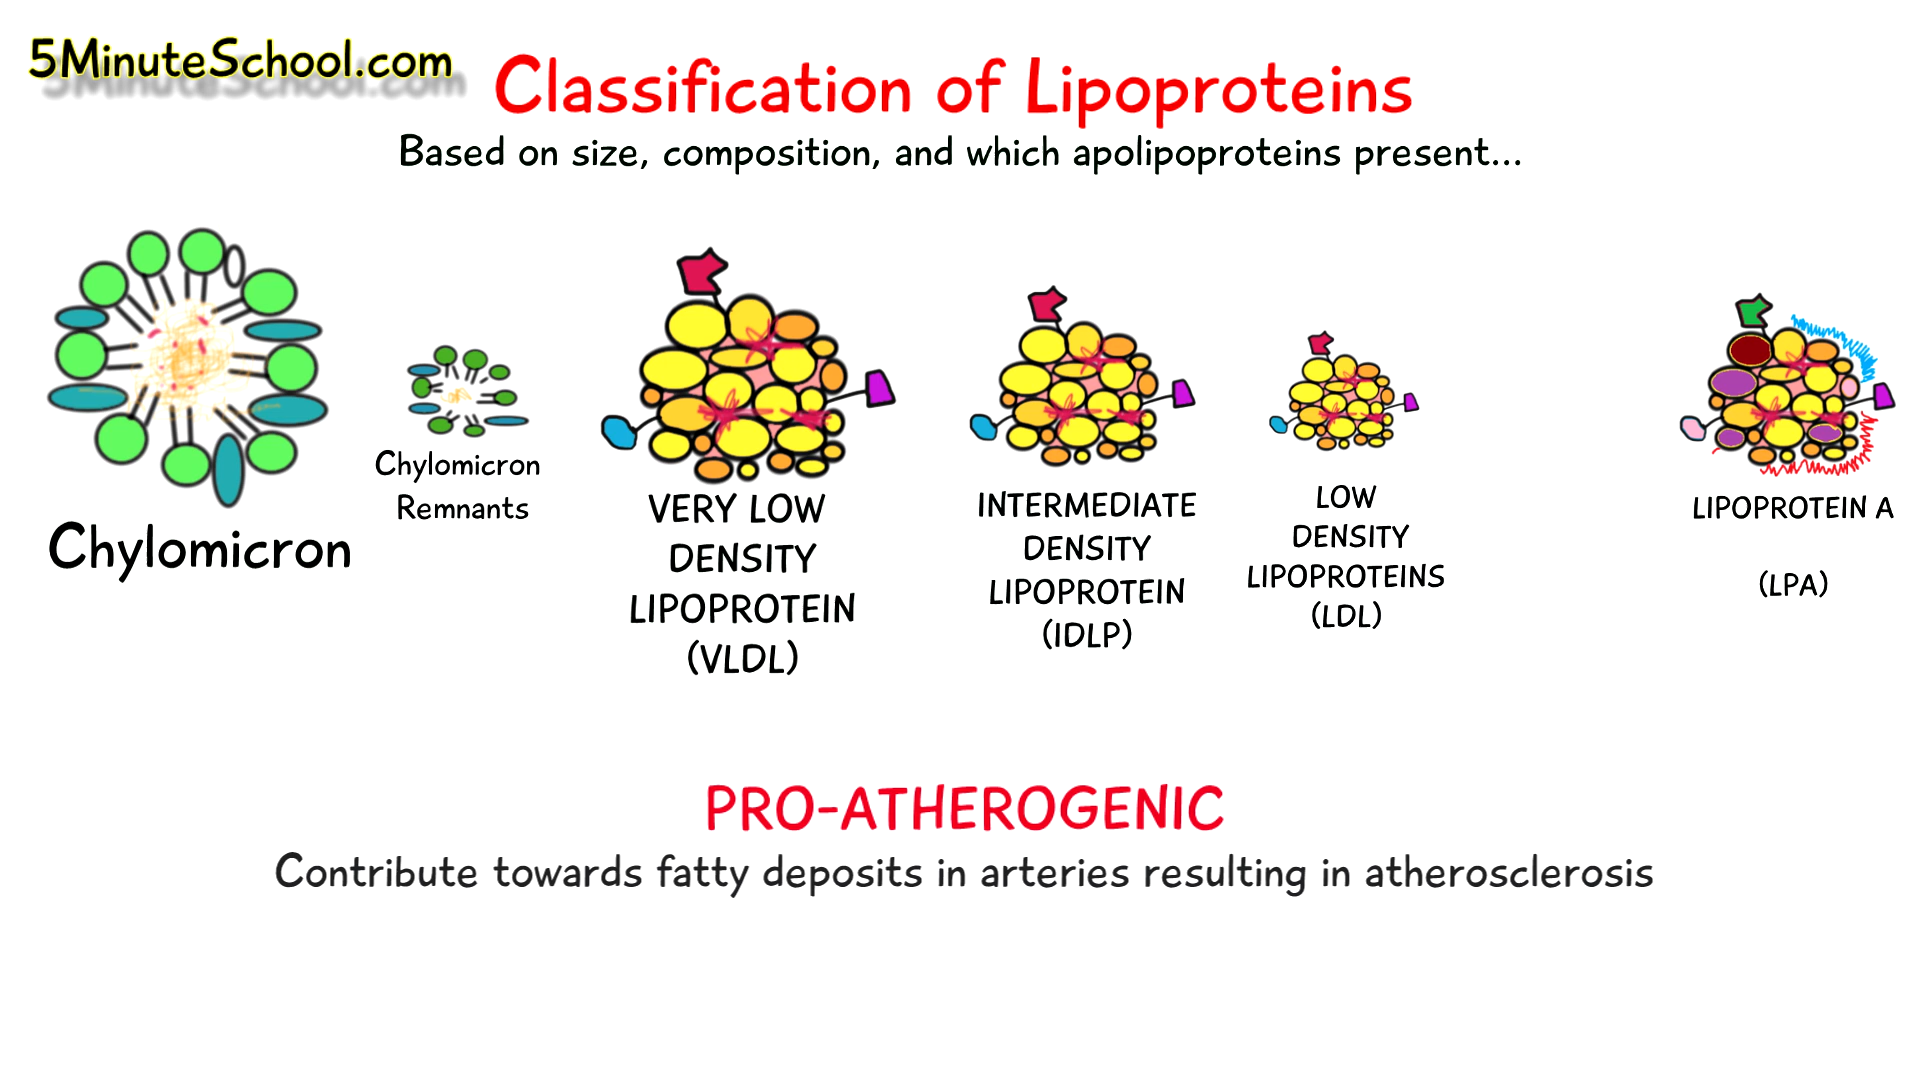 5MinuteSchool.com
Classification of Lipoproteins
Based on size, composition, and which apolipoproteins present...
Chylomicron
Chylomicron
Remnants
VERY LOW
DENSITY
LIPOPROTEIN
(VLDL)
INTERMEDIATE
DENSITY
LIPOPROTEIN
(IDLP)
LOW
DENSITY
LIPOPROTEINS
(LDL)
LIPOPROTEIN A
(LPA)
PRO-ATHEROGENIC
Contribute towards fatty deposits in arteries resulting in atherosclerosis